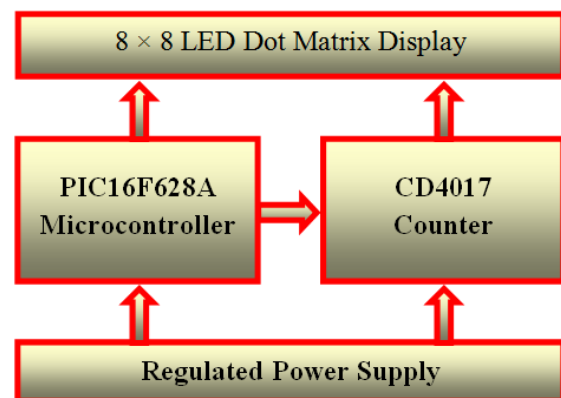 8 × 8 LED Dot Matrix Display
PIC16F628A
Microcontroller
CD4017
Counter
Regulated Power Supply